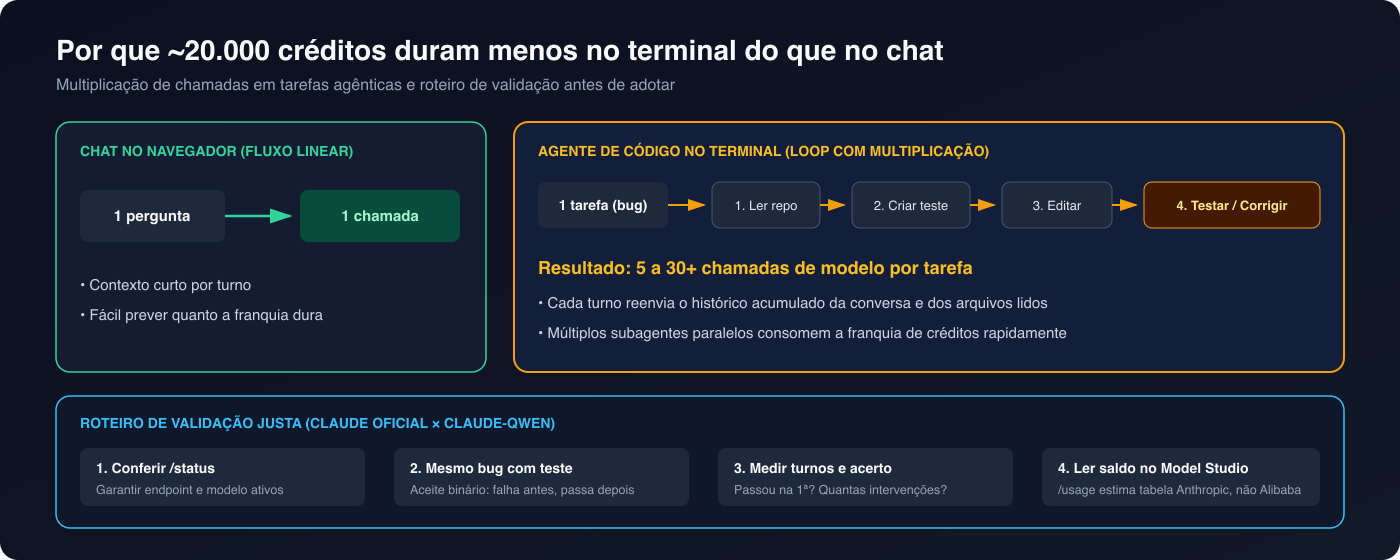 Por que ~20.000 créditos duram menos no terminal do que no chat
Multiplicação de chamadas em tarefas agênticas e roteiro de validação antes de adotar
CHAT NO NAVEGADOR (FLUXO LINEAR)
1 pergunta
1 chamada
• Contexto curto por turno
• Fácil prever quanto a franquia dura
AGENTE DE CÓDIGO NO TERMINAL (LOOP COM MULTIPLICAÇÃO)
1 tarefa (bug)
1. Ler repo
2. Criar teste
3. Editar
4. Testar / Corrigir
Resultado: 5 a 30+ chamadas de modelo por tarefa
• Cada turno reenvia o histórico acumulado da conversa e dos arquivos lidos
• Múltiplos subagentes paralelos consomem a franquia de créditos rapidamente
ROTEIRO DE VALIDAÇÃO JUSTA (CLAUDE OFICIAL × CLAUDE-QWEN)
1. Conferir /status
Garantir endpoint e modelo ativos
2. Mesmo bug com teste
Aceite binário: falha antes, passa depois
3. Medir turnos e acerto
Passou na 1ª? Quantas intervenções?
4. Ler saldo no Model Studio
/usage estima tabela Anthropic, não Alibaba